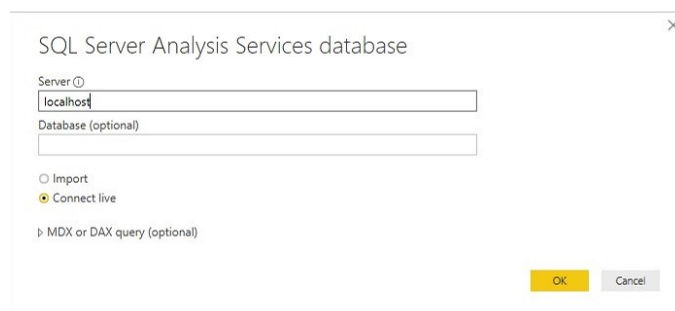 SQL Server Analysis Services database
Server
localhost
Database (optional)
Import
Connect live
MDX or DAX query (optional)
OK Cancel